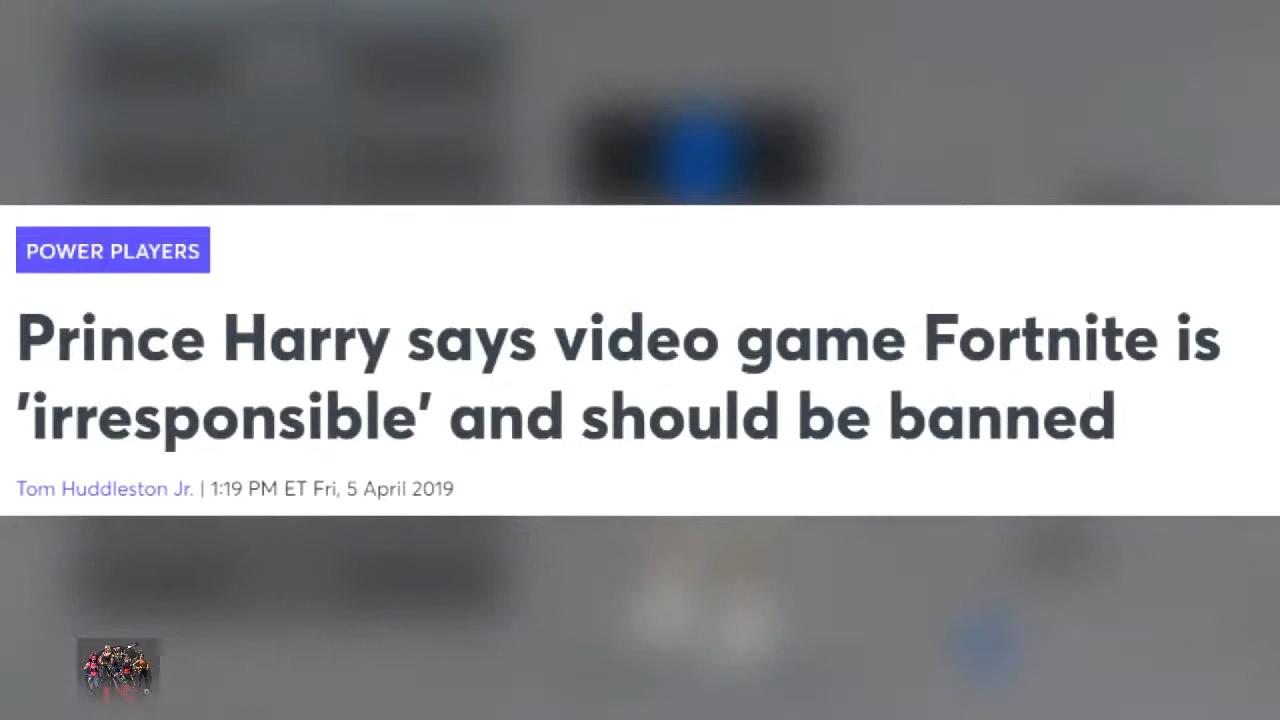 POWER PLAYERS
Prince Harry says video game Fortnite is
'irresponsible' and should be banned
Tom Huddleston Jr. | 1:19 PM ET Fri, 5 April 2019